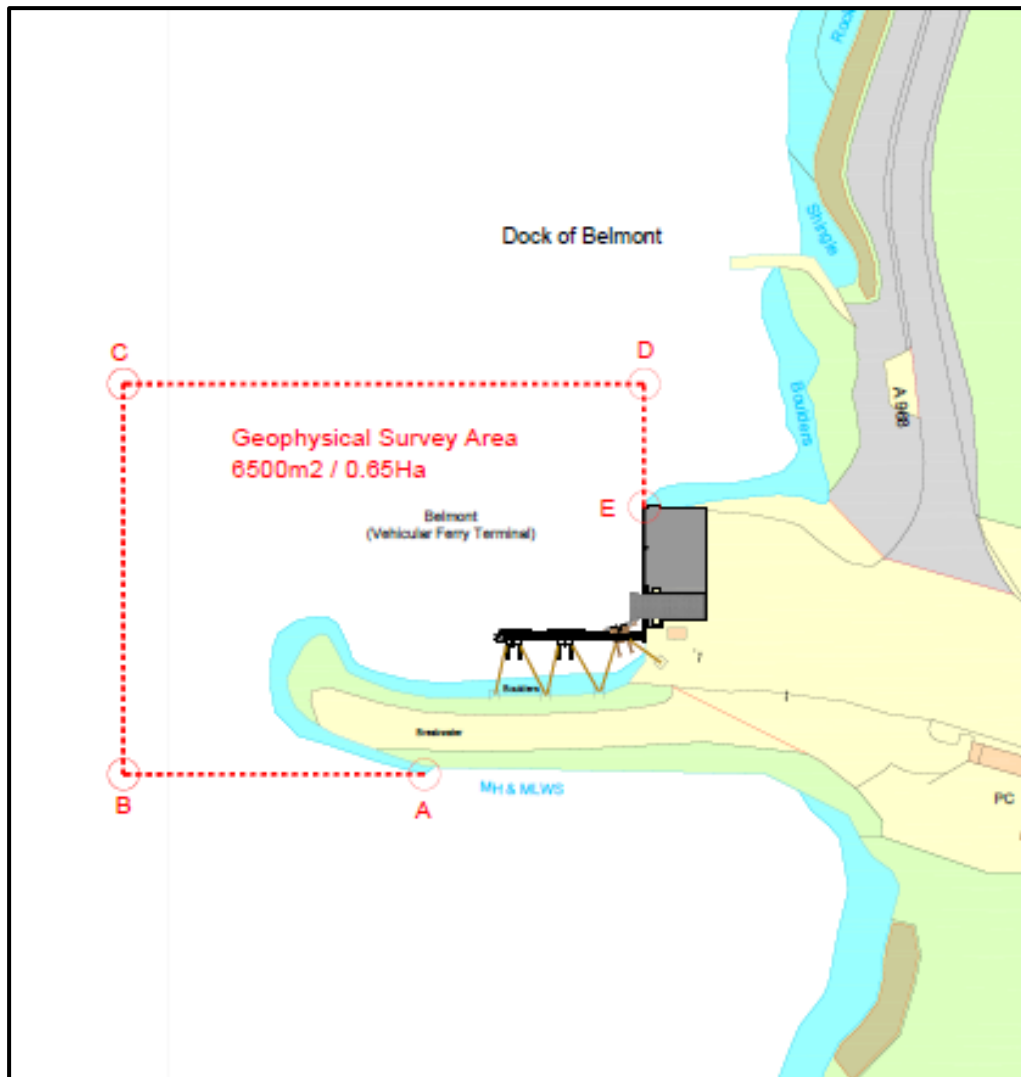 Rock
Shingle
Dock of Belmont
C
D
Boulders
A 968
Geophysical Survey Area
6500m2 / 0.65Ha
E
Belmont
(Vehicular Ferry Terminal)
Boulders
Breakwater
B
A
MH & MLWS
PC